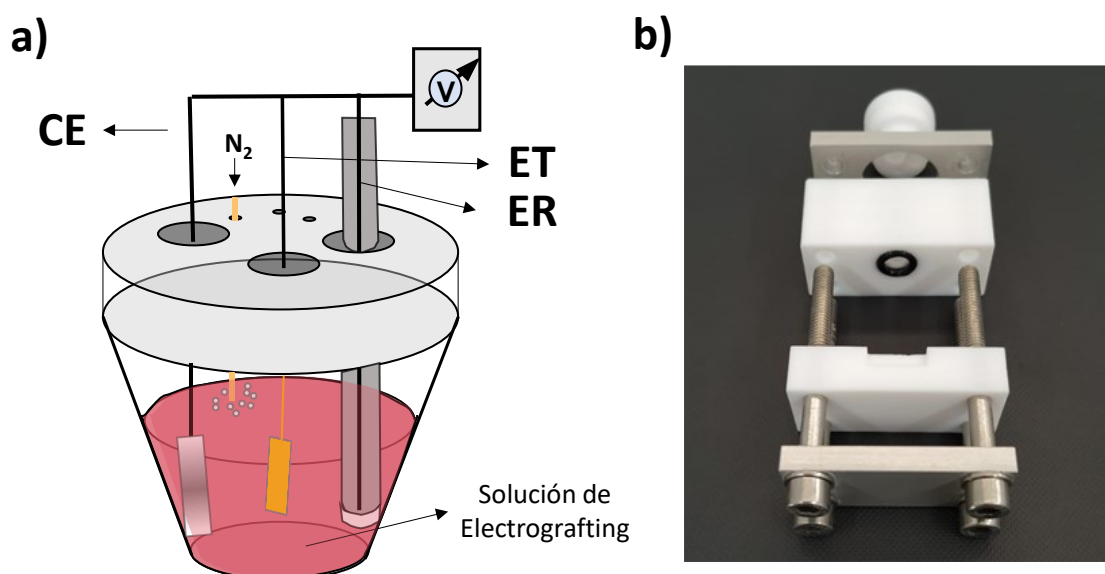 a)
b)
V
CE
N₂
ET
ER
Solución de
Electrografting